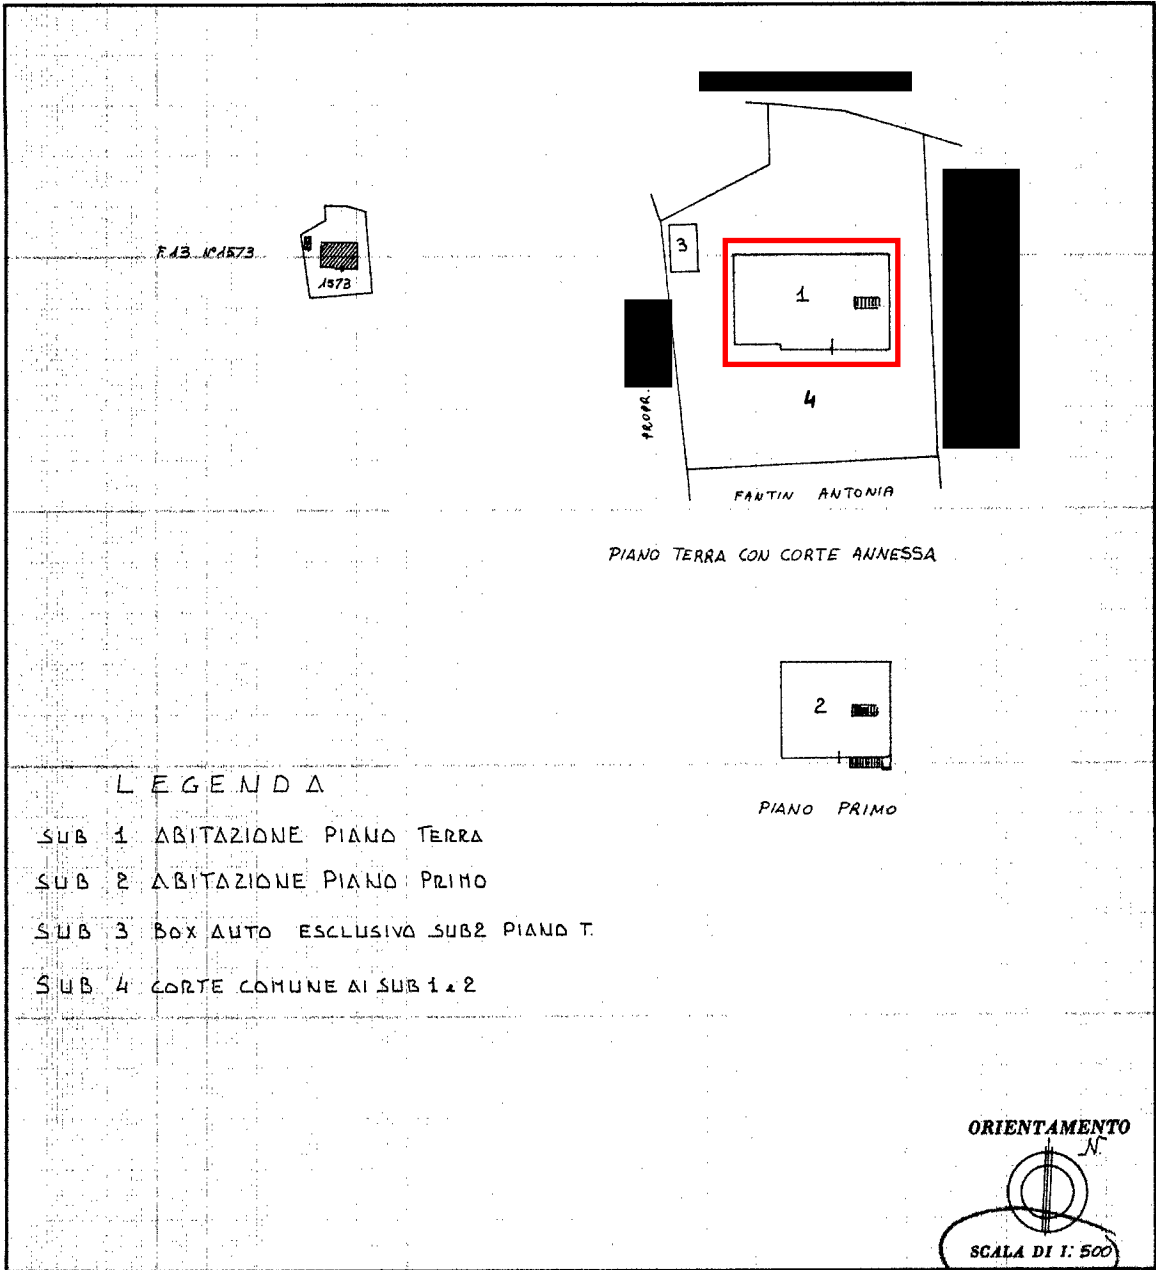 F 13 N° 1573
1573
3
1
4
PROPR.
FANTIN ANTONIA
PIANO TERRA CON CORTE ANNESSA
2
PIANO PRIMO
LEGENDA
SUB 1 ABITAZIONE PIANO TERRA
SUB 2 ABITAZIONE PIANO PRIMO
SUB 3 BOX AUTO ESCLUSIVO SUB2 PIANO T.
SUB 4 CORTE COMUNE AI SUB 1 e 2
ORIENTAMENTO
N.
SCALA DI 1: 500